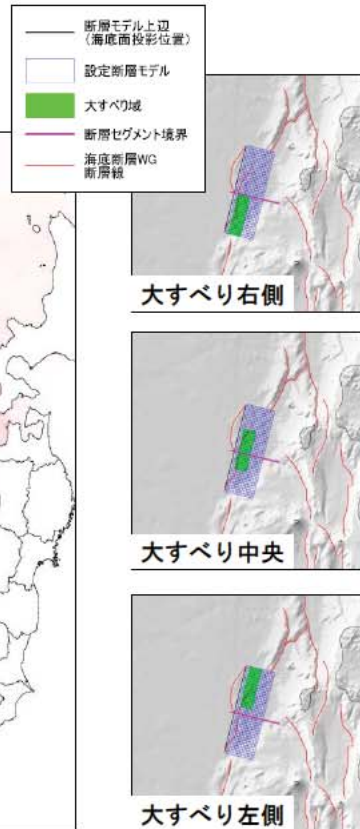 断層モデル上辺
(海底面投影位置)
設定断層モデル
大すべり域
断層セグメント境界
海底断層WG
断層線
大すべり右側
大すべり中央
大すべり左側